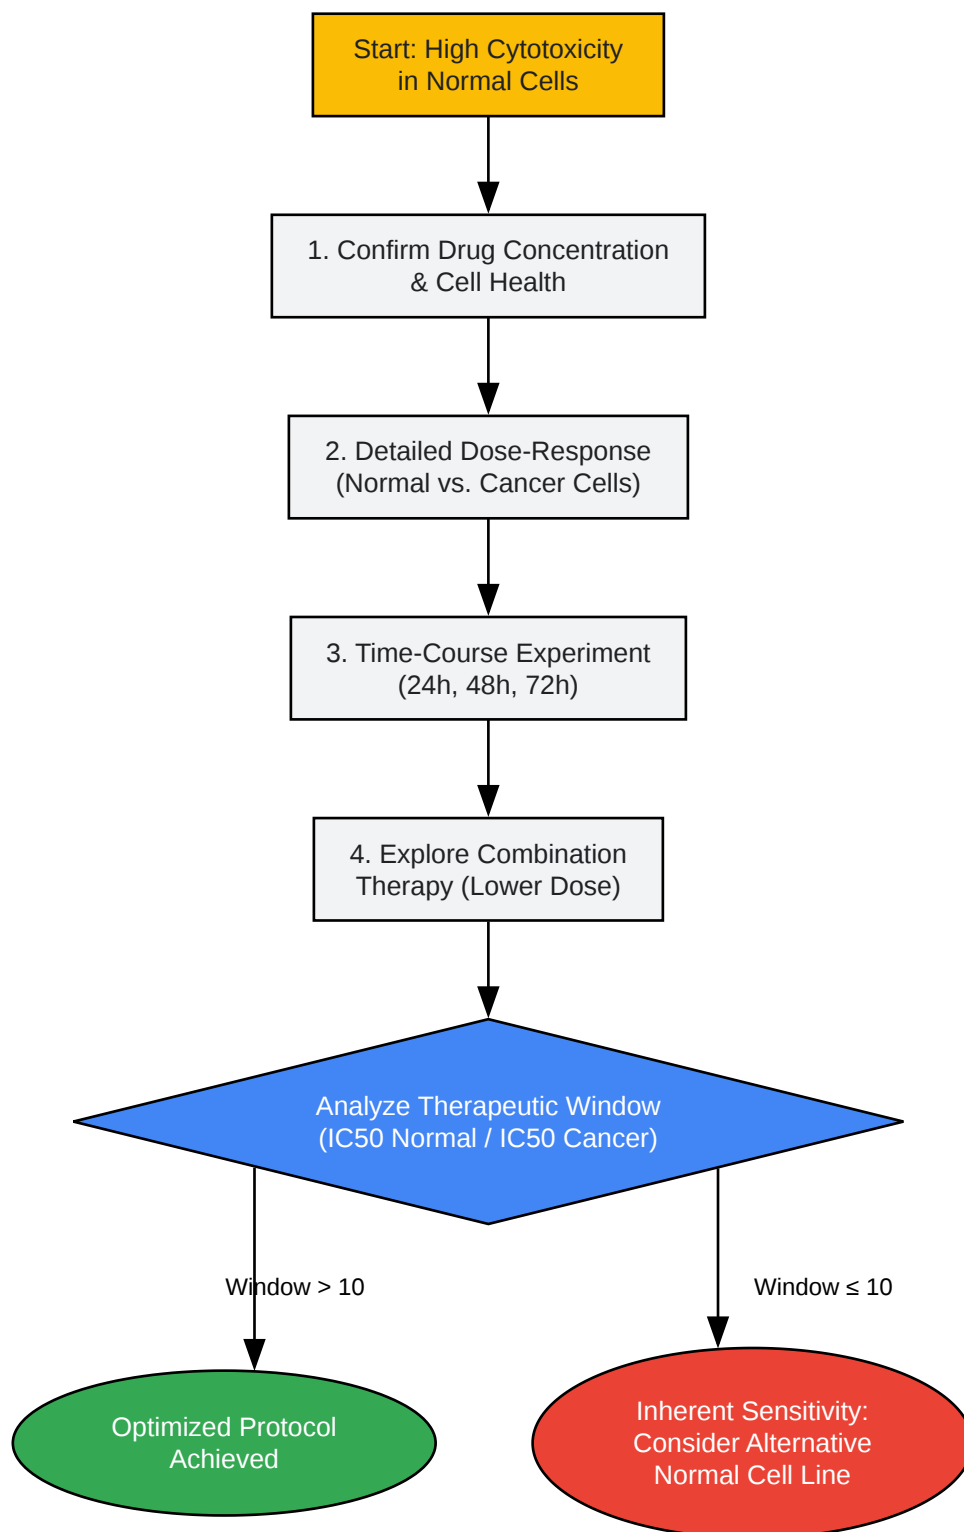 Start: High Cytotoxicity
in Normal Cells
1. Confirm Drug Concentration
& Cell Health
2. Detailed Dose-Response
(Normal vs. Cancer Cells)
3. Time-Course Experiment
(24h, 48h, 72h)
4. Explore Combination
Therapy (Lower Dose)
Analyze Therapeutic Window
(IC50 Normal / IC50 Cancer)
Window > 10
Window ≤ 10
Optimized Protocol
Achieved
Inherent Sensitivity:
Consider Alternative
Normal Cell Line